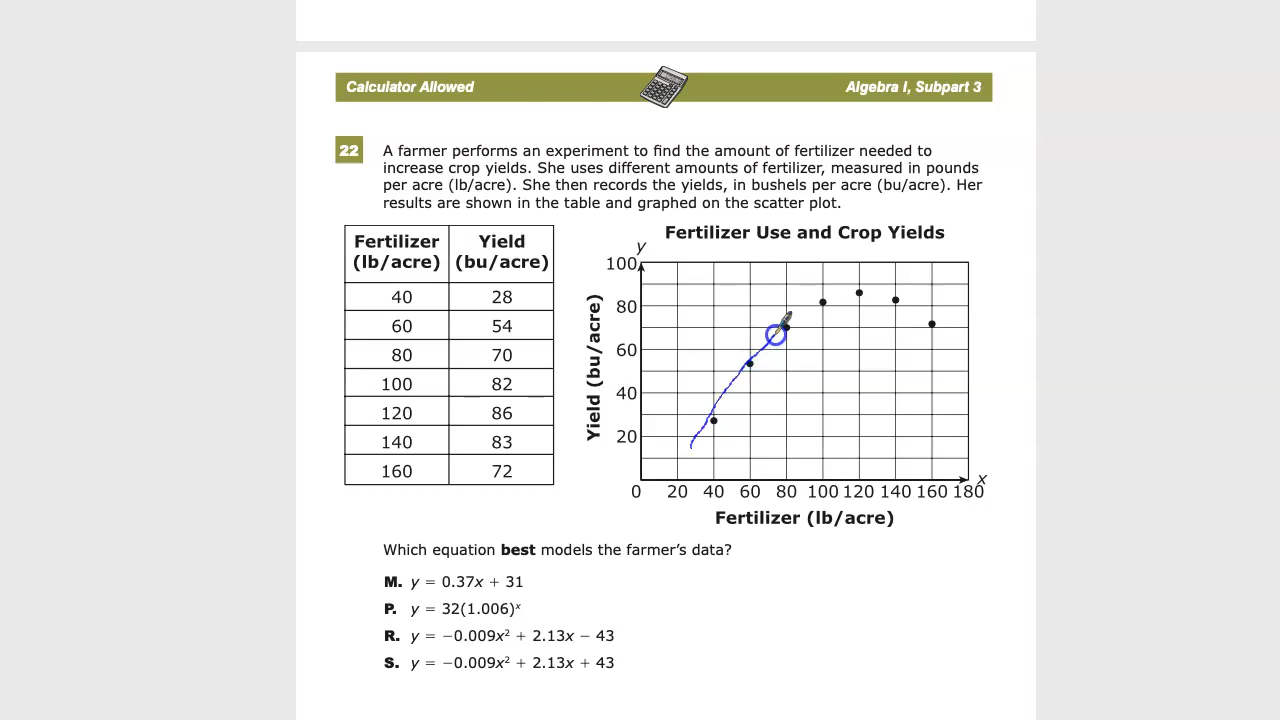 Calculator Allowed
Algebra I, Subpart 3
22
A farmer performs an experiment to find the amount of fertilizer needed to
increase crop yields. She uses different amounts of fertilizer, measured in pounds
per acre (lb/acre). She then records the yields, in bushels per acre (bu/acre). Her
results are shown in the table and graphed on the scatter plot.
Fertilizer (lb/acre) Yield (bu/acre)
40 28
60 54
80 70
100 82
120 86
140 83
160 72
Fertilizer Use and Crop Yields
y
100
80
60
40
20
Yield (bu/acre)
0 20 40 60 80 100 120 140 160 180
x
Fertilizer (lb/acre)
Which equation best models the farmer’s data?
M. y = 0.37x + 31
P. y = 32(1.006)ˣ
R. y = −0.009x² + 2.13x − 43
S. y = −0.009x² + 2.13x + 43